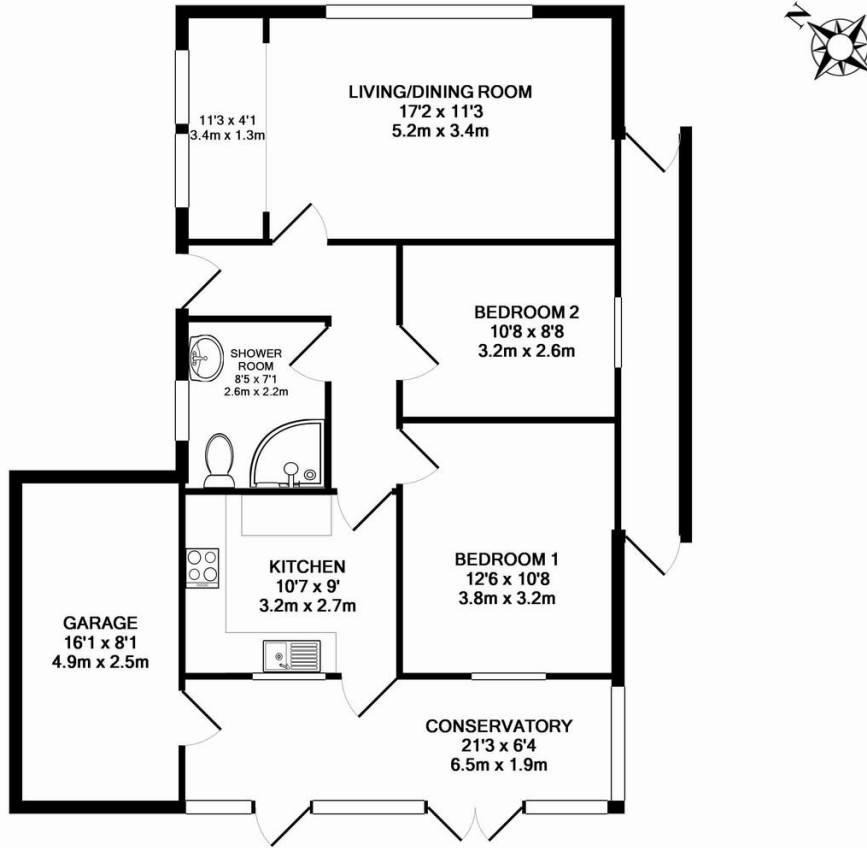 N
LIVING/DINING ROOM
17'2 x 11'3
5.2m x 3.4m
11'3 x 4'1
3.4m x 1.3m
BEDROOM 2
10'8 x 8'8
3.2m x 2.6m
SHOWER
ROOM
8'5 x 7'1
2.6m x 2.2m
KITCHEN
10'7 x 9'
3.2m x 2.7m
BEDROOM 1
12'6 x 10'8
3.8m x 3.2m
GARAGE
16'1 x 8'1
4.9m x 2.5m
CONSERVATORY
21'3 x 6'4
6.5m x 1.9m